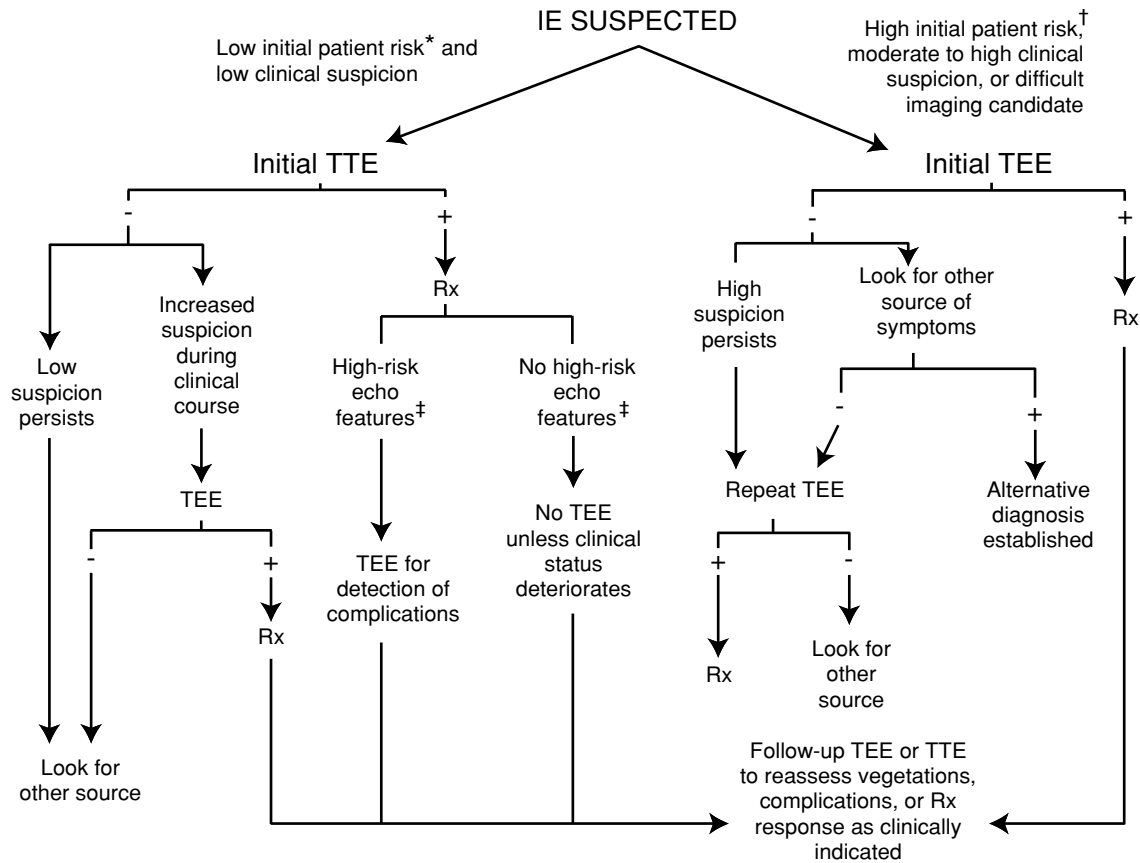 IE SUSPECTED
Low initial patient risk* and
low clinical suspicion
High initial patient risk,†
moderate to high clinical
suspicion, or difficult
imaging candidate
Initial TTE
Initial TEE
-
+
-
+
Low
suspicion
persists
Increased
suspicion
during
clinical
course
Rx
High
suspicion
persists
Look for other
source of
symptoms
Rx
High-risk
echo
features‡
No high-risk
echo
features‡
-
+
TEE
Repeat TEE
Alternative
diagnosis
established
No TEE
unless clinical
status
deteriorates
-
+
TEE for
detection of
complications
+
-
Rx
Rx
Look for
other
source
Look for
other source
Follow-up TEE or TTE
to reassess vegetations,
complications, or Rx
response as clinically
indicated